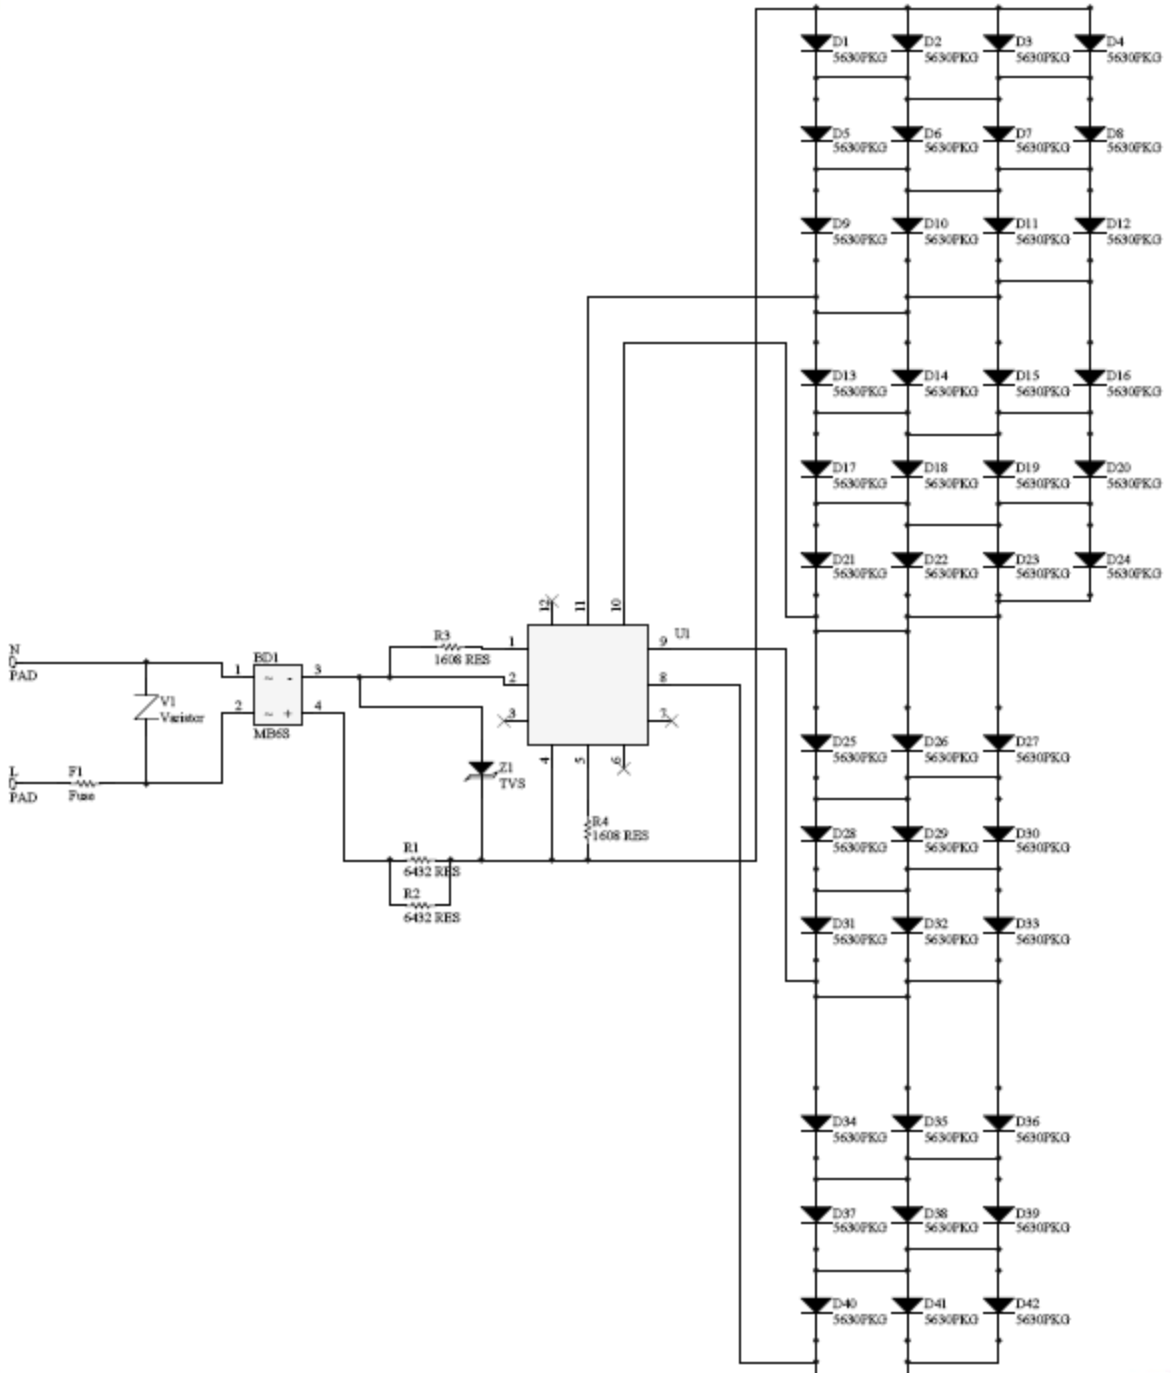 D1
5630PKG
D2
5630PKG
D3
5630PKG
D4
5630PKG
D5
5630PKG
D6
5630PKG
D7
5630PKG
D8
5630PKG
D9
5630PKG
D10
5630PKG
D11
5630PKG
D12
5630PKG
D13
5630PKG
D14
5630PKG
D15
5630PKG
D16
5630PKG
D17
5630PKG
D18
5630PKG
D19
5630PKG
D20
5630PKG
D21
5630PKG
D22
5630PKG
D23
5630PKG
D24
5630PKG
12
11
10
U1
1
2
3
4
5
6
7
8
9
R3
1608 RES
N
PAD
BD1
1
2
3
4
~ -
~ +
MB6S
V1
Varistor
L
PAD
F1
Fuse
Z1
TVS
R4
1608 RES
R1
6432 RES
R2
6432 RES
D25
5630PKG
D26
5630PKG
D27
5630PKG
D28
5630PKG
D29
5630PKG
D30
5630PKG
D31
5630PKG
D32
5630PKG
D33
5630PKG
D34
5630PKG
D35
5630PKG
D36
5630PKG
D37
5630PKG
D38
5630PKG
D39
5630PKG
D40
5630PKG
D41
5630PKG
D42
5630PKG